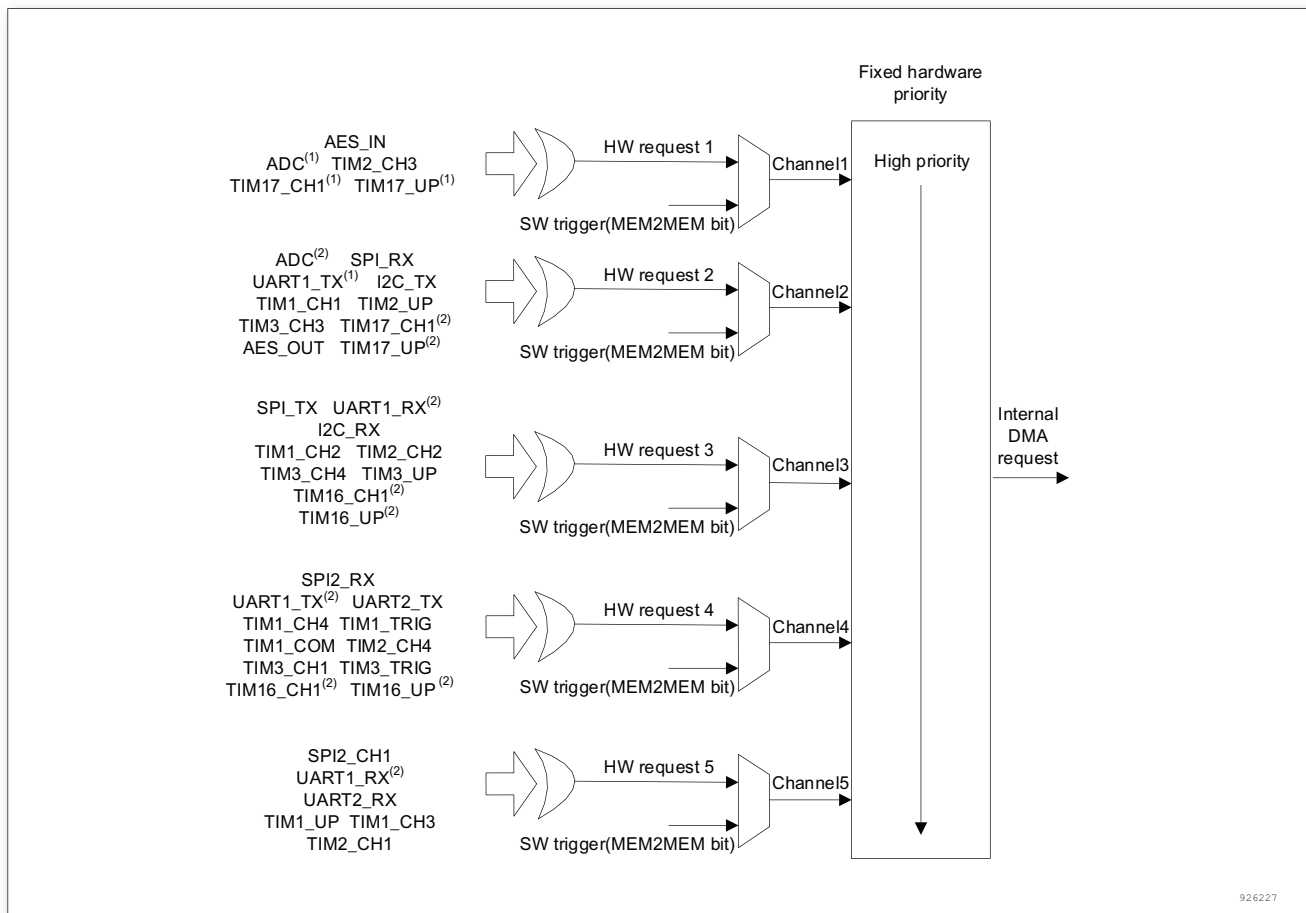 Fixed hardware
priority
AES_IN
ADC(1) TIM2_CH3
TIM17_CH1(1) TIM17_UP(1)
HW request 1
SW trigger(MEM2MEM bit)
Channel1
High priority
ADC(2) SPI_RX
UART1_TX(1) I2C_TX
TIM1_CH1 TIM2_UP
TIM3_CH3 TIM17_CH1(2)
AES_OUT TIM17_UP(2)
HW request 2
SW trigger(MEM2MEM bit)
Channel2
SPI_TX UART1_RX(2)
I2C_RX
TIM1_CH2 TIM2_CH2
TIM3_CH4 TIM3_UP
TIM16_CH1(2)
TIM16_UP(2)
HW request 3
SW trigger(MEM2MEM bit)
Channel3
Internal
DMA
request
SPI2_RX
UART1_TX(2) UART2_TX
TIM1_CH4 TIM1_TRIG
TIM1_COM TIM2_CH4
TIM3_CH1 TIM3_TRIG
TIM16_CH1(2) TIM16_UP(2)
HW request 4
SW trigger(MEM2MEM bit)
Channel4
SPI2_CH1
UART1_RX(2)
UART2_RX
TIM1_UP TIM1_CH3
TIM2_CH1
HW request 5
SW trigger(MEM2MEM bit)
Channel5
926227